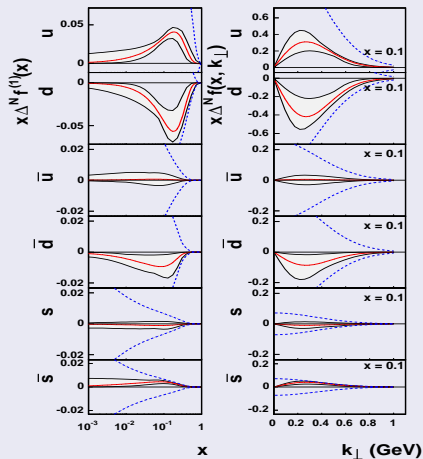 x Δ^N f^(1)(x)
u
0.05
0
d
0
-0.05
ū
0.02
0
-0.02
d̄
0.02
0
-0.02
s
0.02
0
-0.02
s̄
0.02
0
-0.02
10⁻³ 10⁻² 10⁻¹ 1
x
x Δ^N f(x, k⊥)
u
0.6
0.4
0.2
0
x = 0.1
d
0
-0.2
-0.4
-0.6
x = 0.1
ū
0.2
0
-0.2
x = 0.1
d̄
0.2
0
-0.2
x = 0.1
s
0.2
0
-0.2
x = 0.1
s̄
0.2
0
-0.2
x = 0.1
0 0.2 0.4 0.6 0.8 1
k⊥ (GeV)